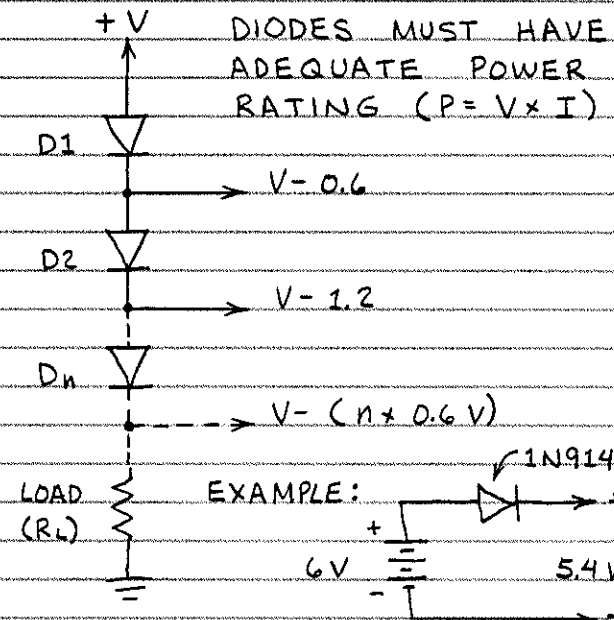 +V
DIODES MUST HAVE
ADEQUATE POWER
RATING (P = V × I)
D1
V - 0.6
D2
V - 1.2
Dn
V - (n × 0.6 V)
1N914
LOAD
(RL)
EXAMPLE:
+
6V
-
5.4 V